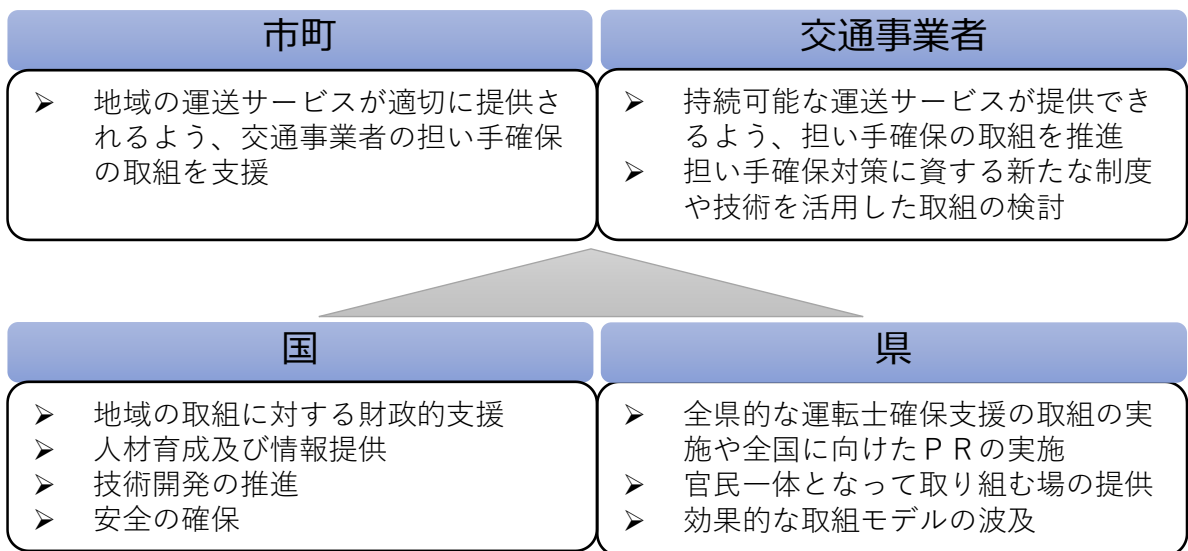 市町
➢ 地域の運送サービスが適切に提供さ
れるよう、交通事業者の担い手確保
の取組を支援
交通事業者
➢ 持続可能な運送サービスが提供でき
るよう、担い手確保の取組を推進
➢ 担い手確保対策に資する新たな制度
や技術を活用した取組の検討
国
➢ 地域の取組に対する財政的支援
➢ 人材育成及び情報提供
➢ 技術開発の推進
➢ 安全の確保
県
➢ 全県的な運転士確保支援の取組の実
施や全国に向けたＰＲの実施
➢ 官民一体となって取り組む場の提供
➢ 効果的な取組モデルの波及